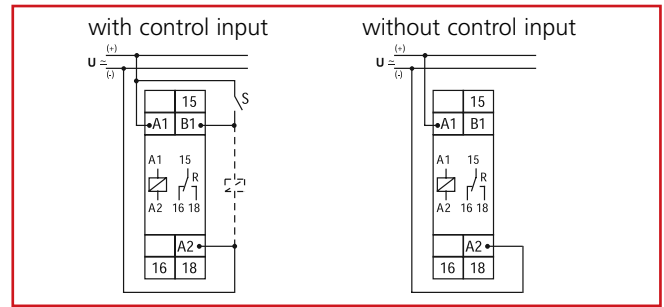 with control input
(+)
U ≃
(-)
S
15
A1 B1
A1 15
R
A2 16 18
A2
16 18
without control input
(+)
U ≃
(-)
15
A1 B1
A1 15
R
A2 16 18
A2
16 18